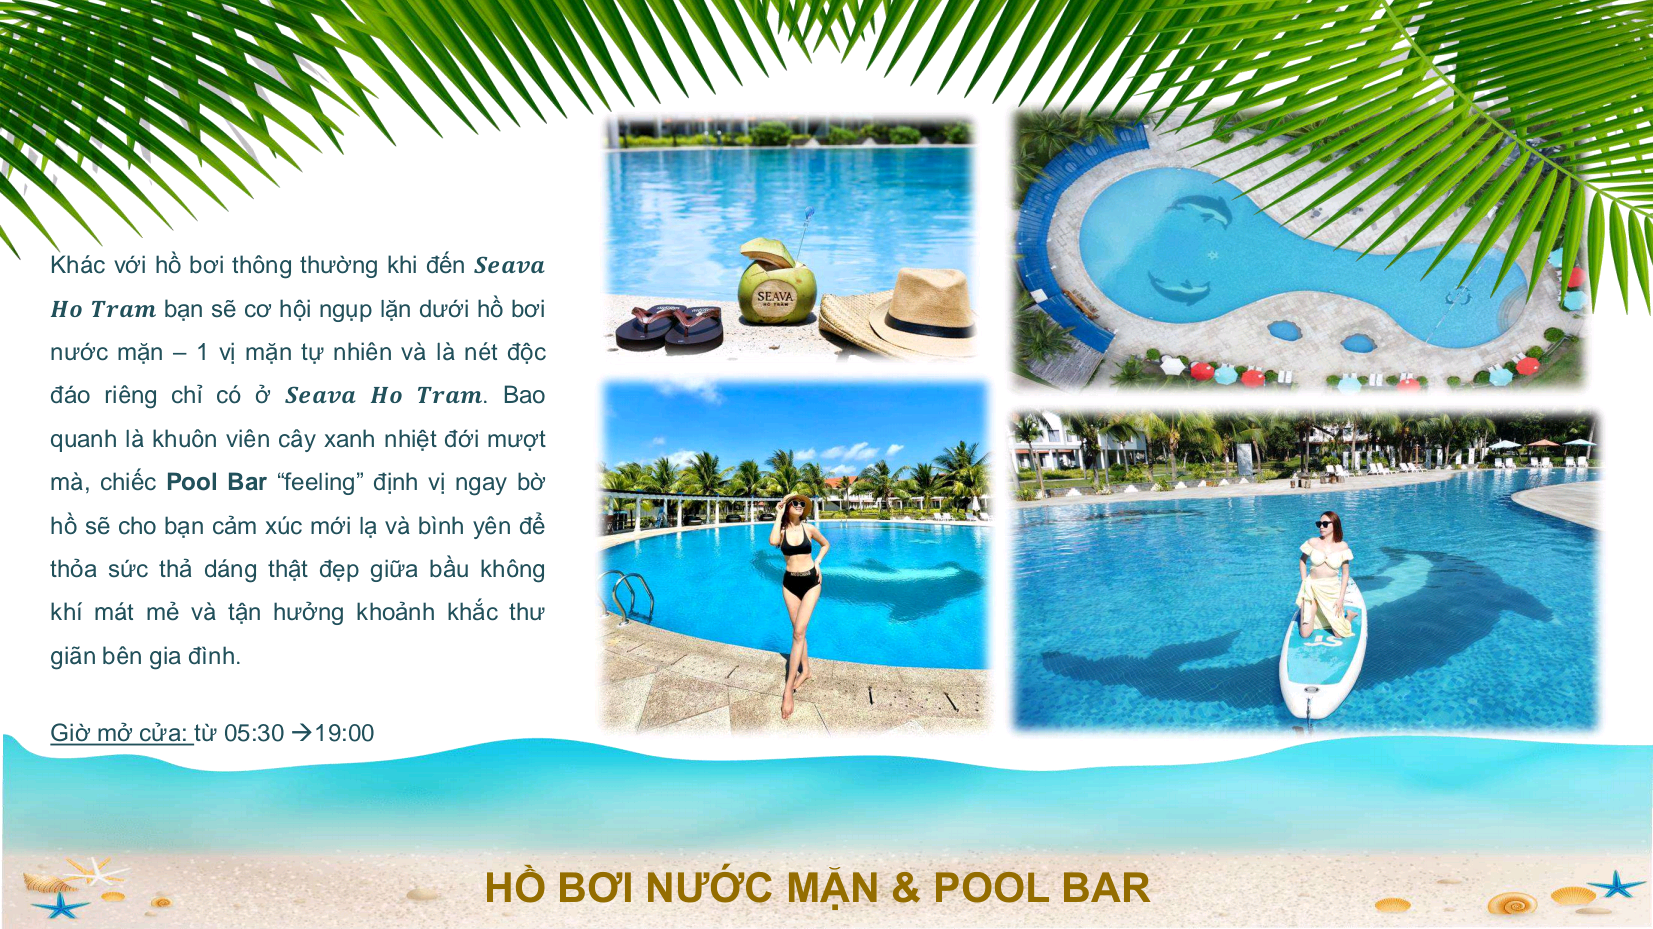 Khác với hồ bơi thông thường khi đến Seava
Ho Tram bạn sẽ cơ hội ngụp lặn dưới hồ bơi
nước mặn – 1 vị mặn tự nhiên và là nét độc
đáo riêng chỉ có ở Seava Ho Tram. Bao
quanh là khuôn viên cây xanh nhiệt đới mượt
mà, chiếc Pool Bar “feeling” định vị ngay bờ
hồ sẽ cho bạn cảm xúc mới lạ và bình yên để
thỏa sức thả dáng thật đẹp giữa bầu không
khí mát mẻ và tận hưởng khoảnh khắc thư
giãn bên gia đình.
Giờ mở cửa: từ 05:30 →19:00
SEAVA
HO TRAM
HỒ BƠI NƯỚC MẶN & POOL BAR